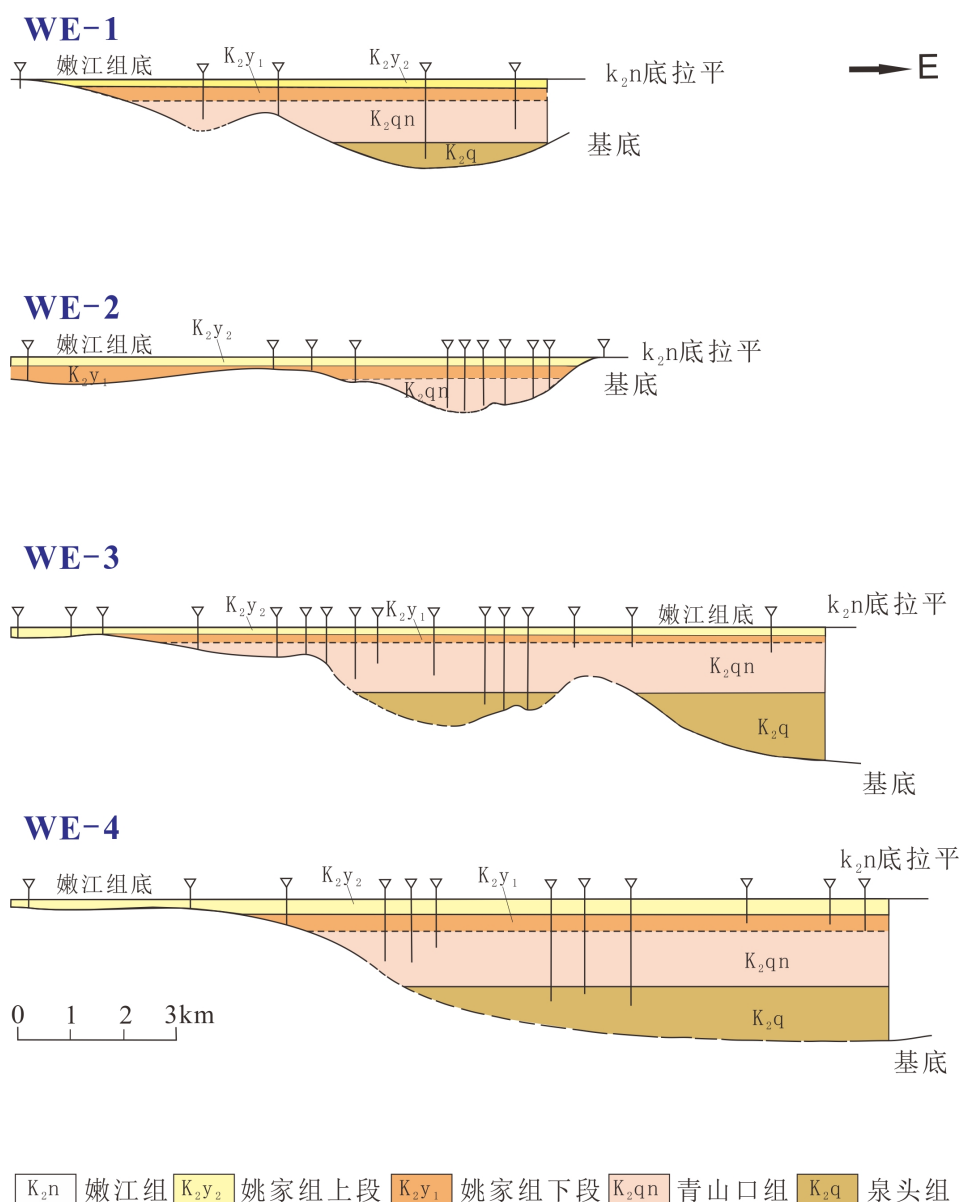 WE-1
嫩江组底
K₂y₁
K₂y₂
k₂n底拉平
E
K₂qn
基底
K₂q
WE-2
K₂y₂
嫩江组底
k₂n底拉平
K₂y₁
K₂qn
基底
WE-3
K₂y₂
K₂y₁
嫩江组底
k₂n底拉平
K₂qn
K₂q
基底
WE-4
k₂n底拉平
嫩江组底
K₂y₂
K₂y₁
K₂qn
0 1 2 3km
K₂q
基底
K₂n 嫩江组 K₂y₂ 姚家组上段 K₂y₁ 姚家组下段 K₂qn 青山口组 K₂q 泉头组